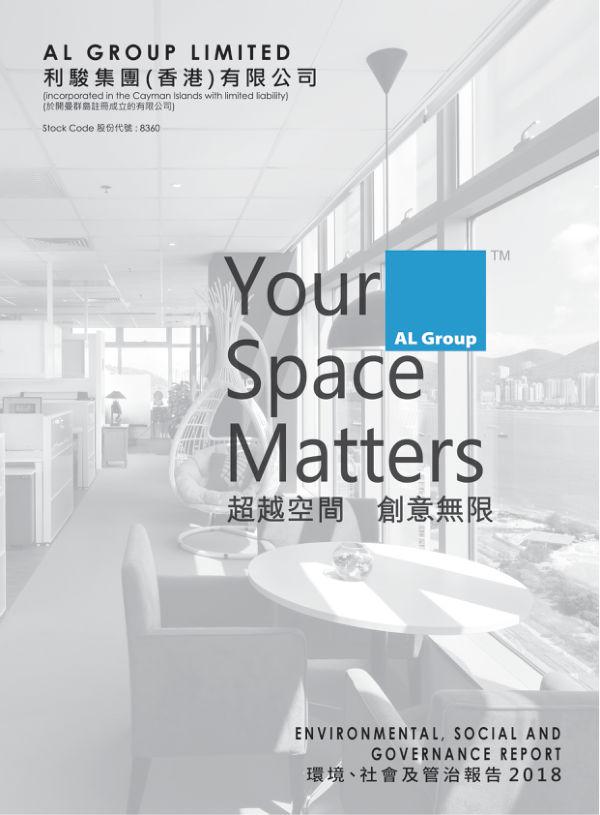 AL GROUP LIMITED
利駿集團(香港)有限公司
(incorporated in the Cayman Islands with limited liability)
(於開曼群島註冊成立的有限公司)
Stock Code 股份代號 : 8360
Your
TM
AL Group
Space
Matters
超越空間 創意無限
ENVIRONMENTAL, SOCIAL AND
GOVERNANCE REPORT
環境、社會及管治報告 2018